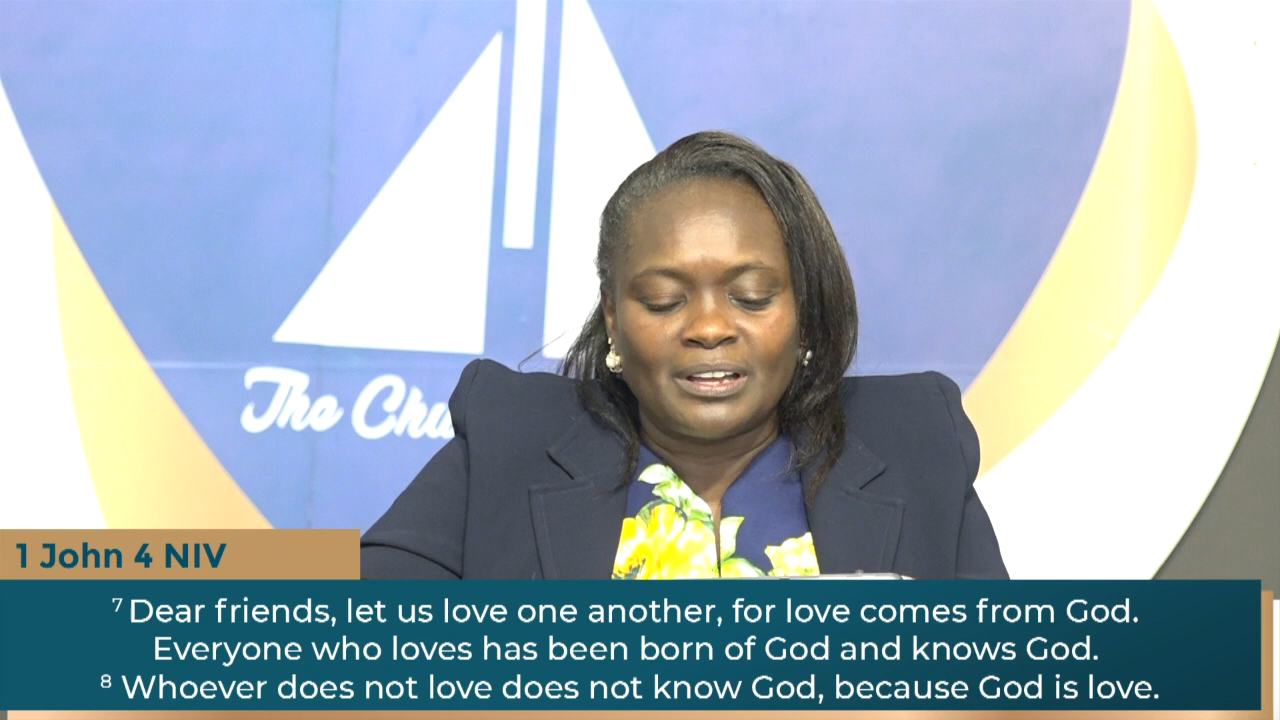 The
1 John 4 NIV
⁷ Dear friends, let us love one another, for love comes from God.
Everyone who loves has been born of God and knows God.
⁸ Whoever does not love does not know God, because God is love.